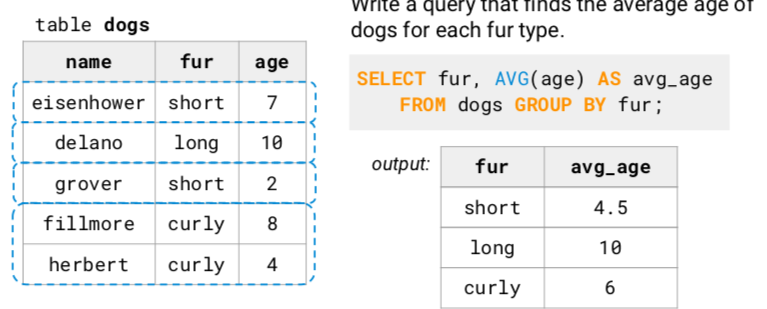 Write a query that finds the average age of
dogs for each fur type.
table dogs
name fur age
eisenhower short 7
delano long 10
grover short 2
fillmore curly 8
herbert curly 4
SELECT fur, AVG(age) AS avg_age
FROM dogs GROUP BY fur;
output:
fur avg_age
short 4.5
long 10
curly 6